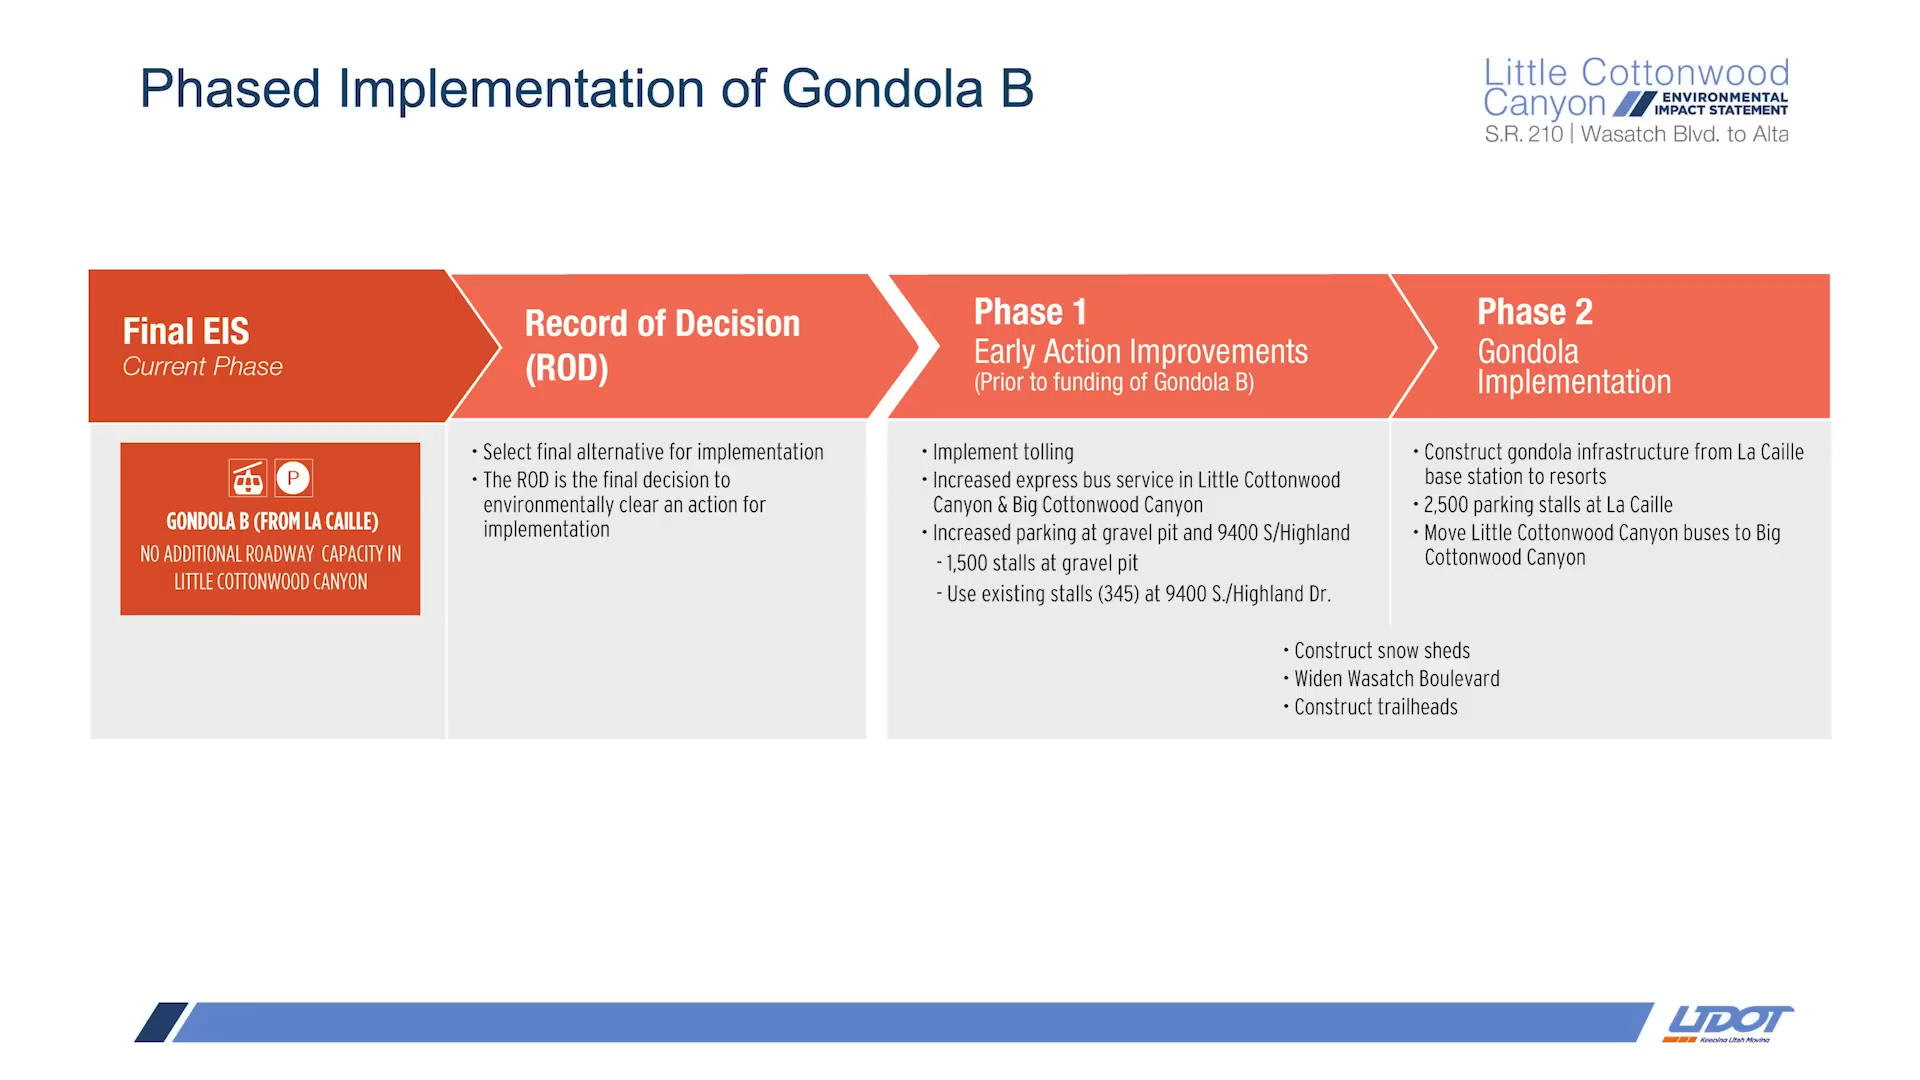 Phased Implementation of Gondola B
Little Cottonwood
Canyon ENVIRONMENTAL
IMPACT STATEMENT
S.R. 210 | Wasatch Blvd. to Alta
Final EIS
Current Phase
GONDOLA B (FROM LA CAILLE)
NO ADDITIONAL ROADWAY CAPACITY IN
LITTLE COTTONWOOD CANYON
P
Record of Decision
(ROD)
• Select final alternative for implementation
• The ROD is the final decision to
environmentally clear an action for
implementation
Phase 1
Early Action Improvements
(Prior to funding of Gondola B)
• Implement tolling
• Increased express bus service in Little Cottonwood
Canyon & Big Cottonwood Canyon
• Increased parking at gravel pit and 9400 S/Highland
- 1,500 stalls at gravel pit
- Use existing stalls (345) at 9400 S./Highland Dr.
Phase 2
Gondola
Implementation
• Construct gondola infrastructure from La Caille
base station to resorts
• 2,500 parking stalls at La Caille
• Move Little Cottonwood Canyon buses to Big
Cottonwood Canyon
• Construct snow sheds
• Widen Wasatch Boulevard
• Construct trailheads
UDOT
Keeping Utah Moving